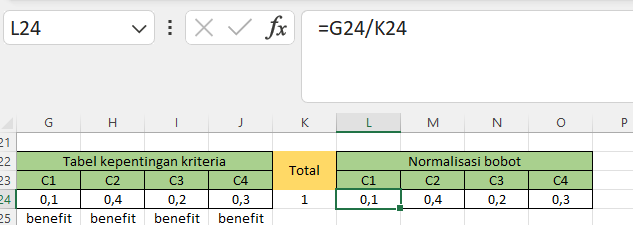 L24 fx =G24/K24
G H I J K L M N O P
21
22 Tabel kepentingan kriteria Total Normalisasi bobot
23 C1 C2 C3 C4 C1 C2 C3 C4
24 0,1 0,4 0,2 0,3 1 0,1 0,4 0,2 0,3
25 benefit benefit benefit benefit